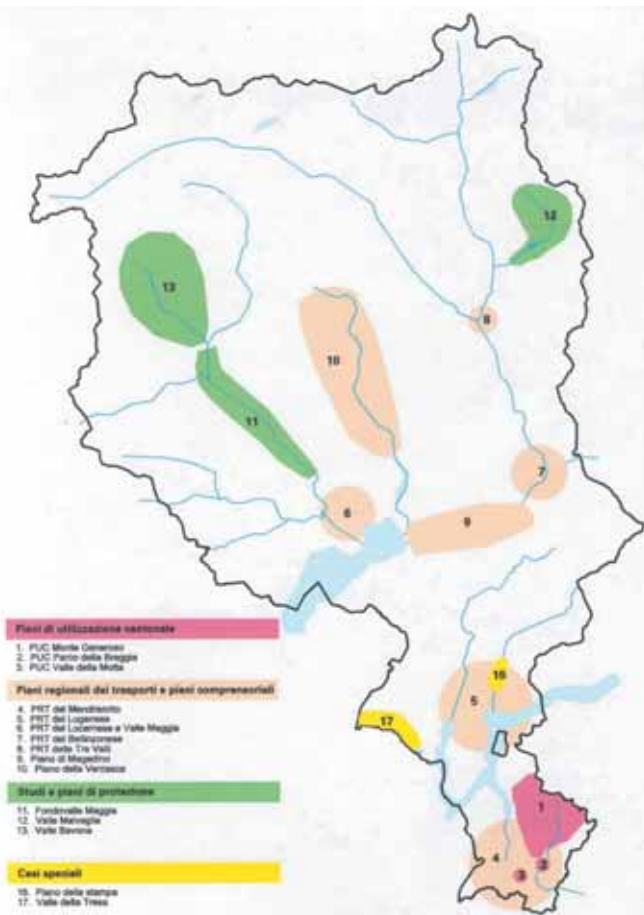 12
13
8
10
11
7
6
9
Piani di utilizzazione cantonale
1. PUC Monte Generoso
2. PUC Parco della Breggia
3. PUC Valle della Motta
Piani regionali dei trasporti e piani comprensoriali
4. PRT del Mendrisiotto
5. PRT del Luganese
6. PRT del Locarnese e Valle Maggia
7. PRT del Bellinzonese
8. PRT delle Tre Valli
9. Piano di Magadino
10. Piano della Verzasca
Studi e piani di protezione
11. Fondovalle Maggia
12. Valle Malvaglia
13. Valle Bavona
Casi speciali
16. Piano della stampa
17. Valle della Tresa
16
5
17
1
4
2
3